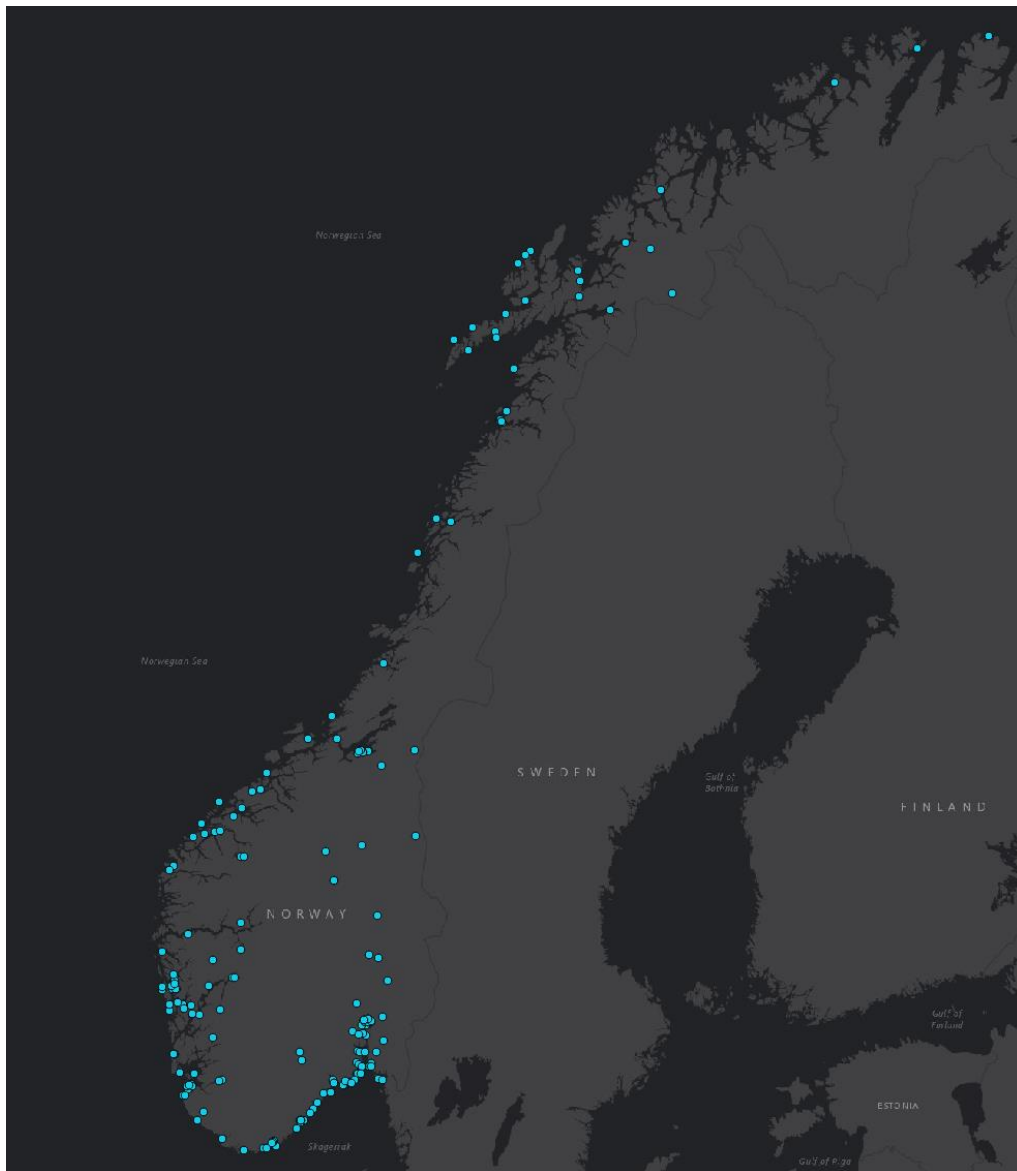 Norwegian Sea
Norwegian Sea
SWEDEN
Gulf of
Bothnia
FINLAND
NORWAY
Gulf of
Finland
ESTONIA
Skagerrak
Gulf of Riga